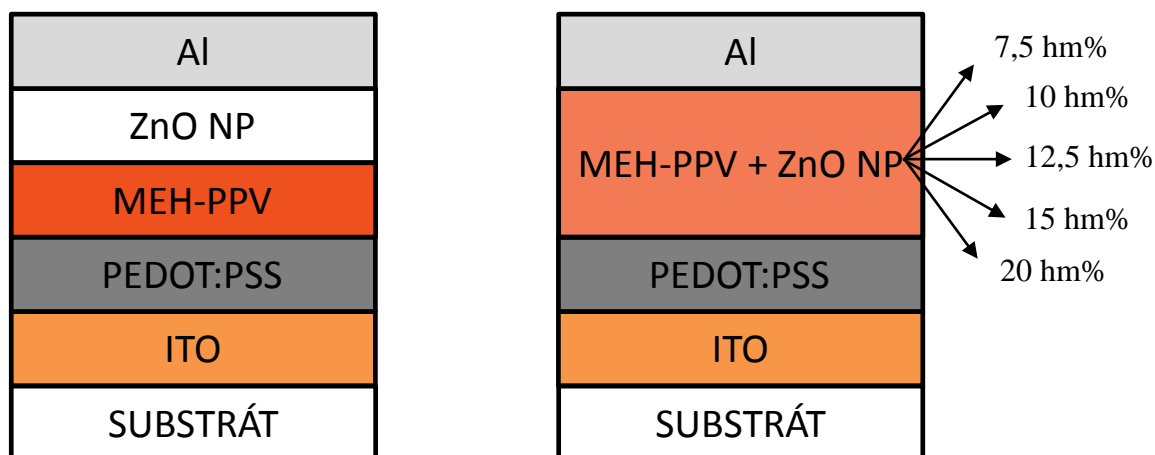 Al
ZnO NP
MEH-PPV
PEDOT:PSS
ITO
SUBSTRÁT
Al
MEH-PPV + ZnO NP
PEDOT:PSS
ITO
SUBSTRÁT
7,5 hm%
10 hm%
12,5 hm%
15 hm%
20 hm%